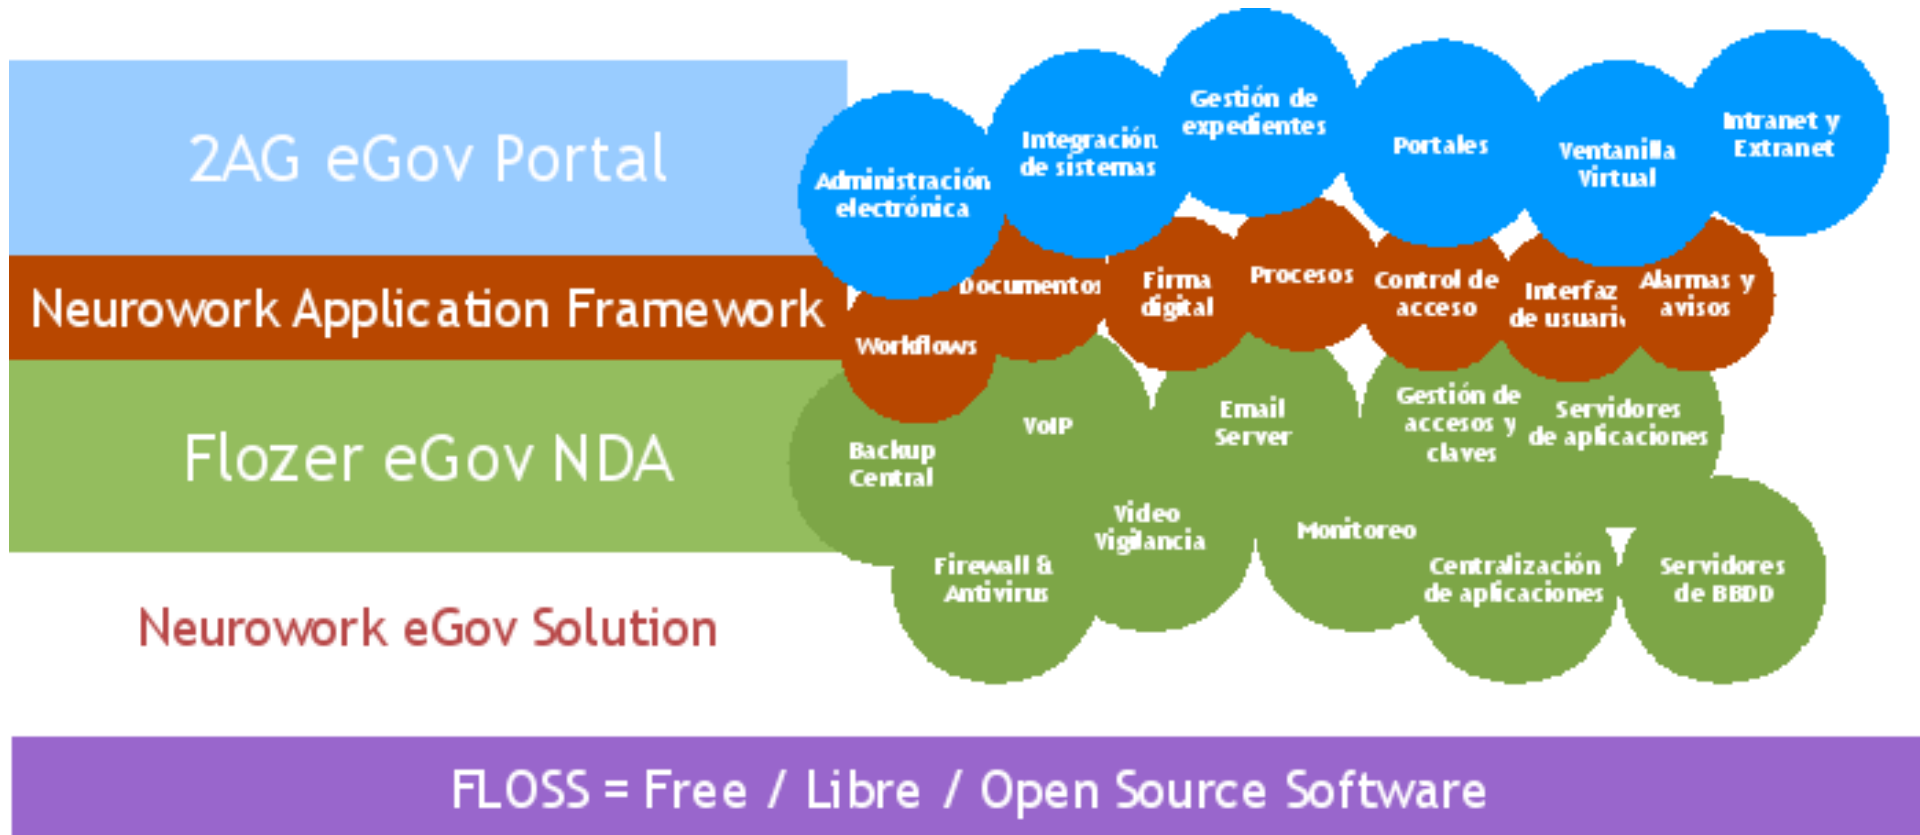 2AG eGov Portal
Neurowork Application Framework
Flozer eGov NDA
Neurowork eGov Solution
Administración
electrónica
Integración
de sistemas
Gestión de
expedientes
Portales
Ventanilla
Virtual
Intranet y
Extranet
Workflows
Documentos
Firma
digital
Procesos
Control de
acceso
Interfaz
de usuario
Alarmas y
avisos
Backup
Central
VoIP
Email
Server
Gestión de
accesos y
claves
Servidores
de aplicaciones
Firewall &
Antivirus
Video
Vigilancia
Monitoreo
Centralización
de aplicaciones
Servidores
de BBDD
FLOSS = Free / Libre / Open Source Software